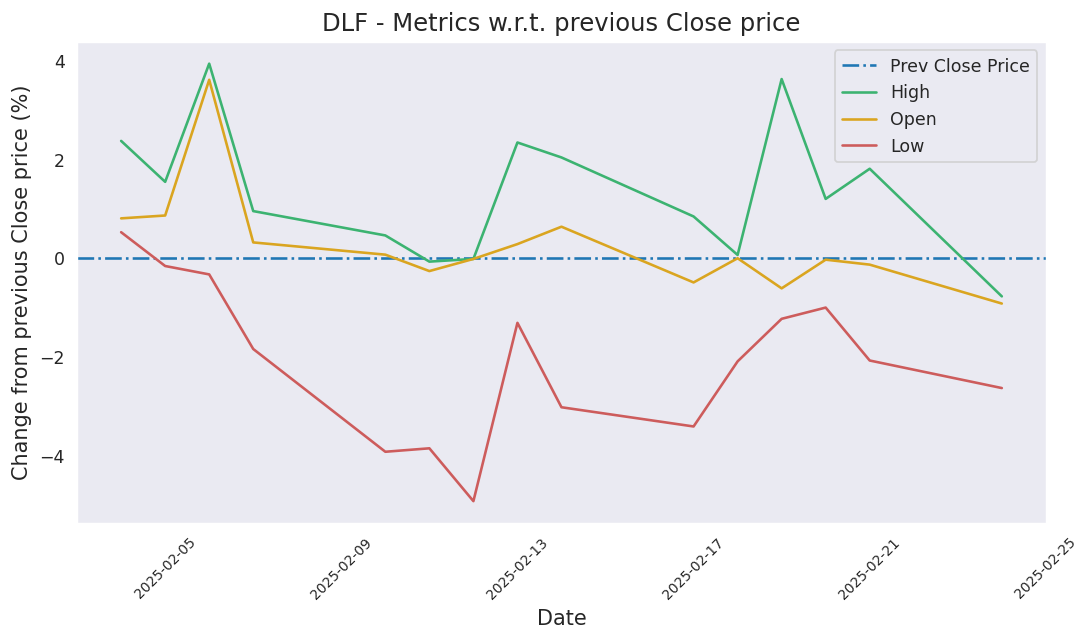 DLF - Metrics w.r.t. previous Close price
Change from previous Close price (%)
4
2
0
−2
−4
Prev Close Price
High
Open
Low
2025-02-05
2025-02-09
2025-02-13
2025-02-17
2025-02-21
2025-02-25
Date